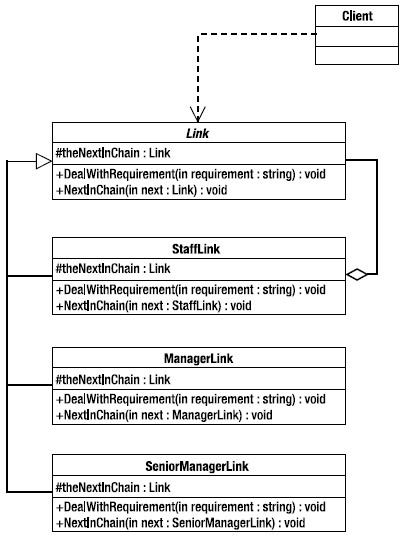 Client
Link
#theNextInChain : Link
+DealWithRequirement(in requirement : string) : void
+NextInChain(in next : Link) : void
StaffLink
#theNextInChain : Link
+DealWithRequirement(in requirement : string) : void
+NextInChain(in next : StaffLink) : void
ManagerLink
#theNextInChain : Link
+DealWithRequirement(in requirement : string) : void
+NextInChain(in next : ManagerLink) : void
SeniorManagerLink
#theNextInChain : Link
+DealWithRequirement(in requirement : string) : void
+NextInChain(in next : SeniorManagerLink) : void